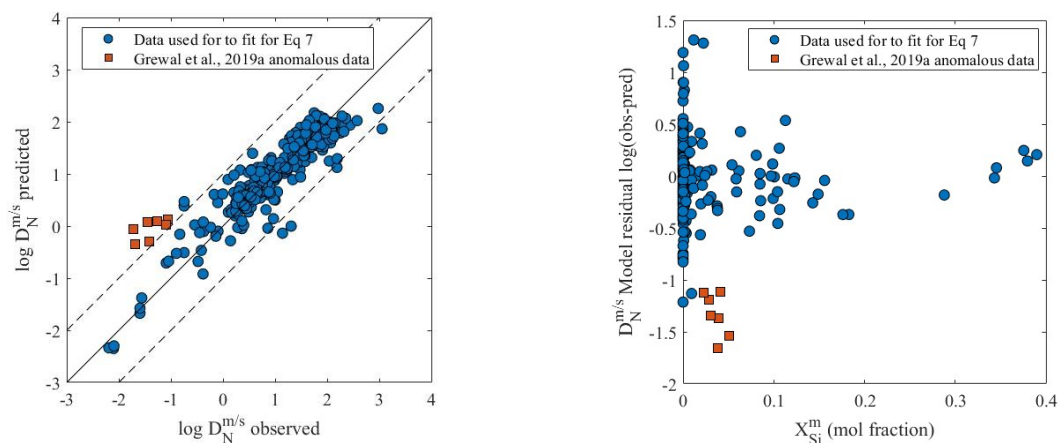 4
3
2
1
0
-1
-2
-3
log D_N^{m/s} predicted
Data used for to fit for Eq 7
Grewal et al., 2019a anomalous data
-3 -2 -1 0 1 2 3 4
log D_N^{m/s} observed
1.5
1
0.5
0
-0.5
-1
-1.5
-2
D_N^{m/s} Model residual log(obs-pred)
Data used for to fit for Eq 7
Grewal et al., 2019a anomalous data
0 0.1 0.2 0.3 0.4
X_{Si}^m (mol fraction)